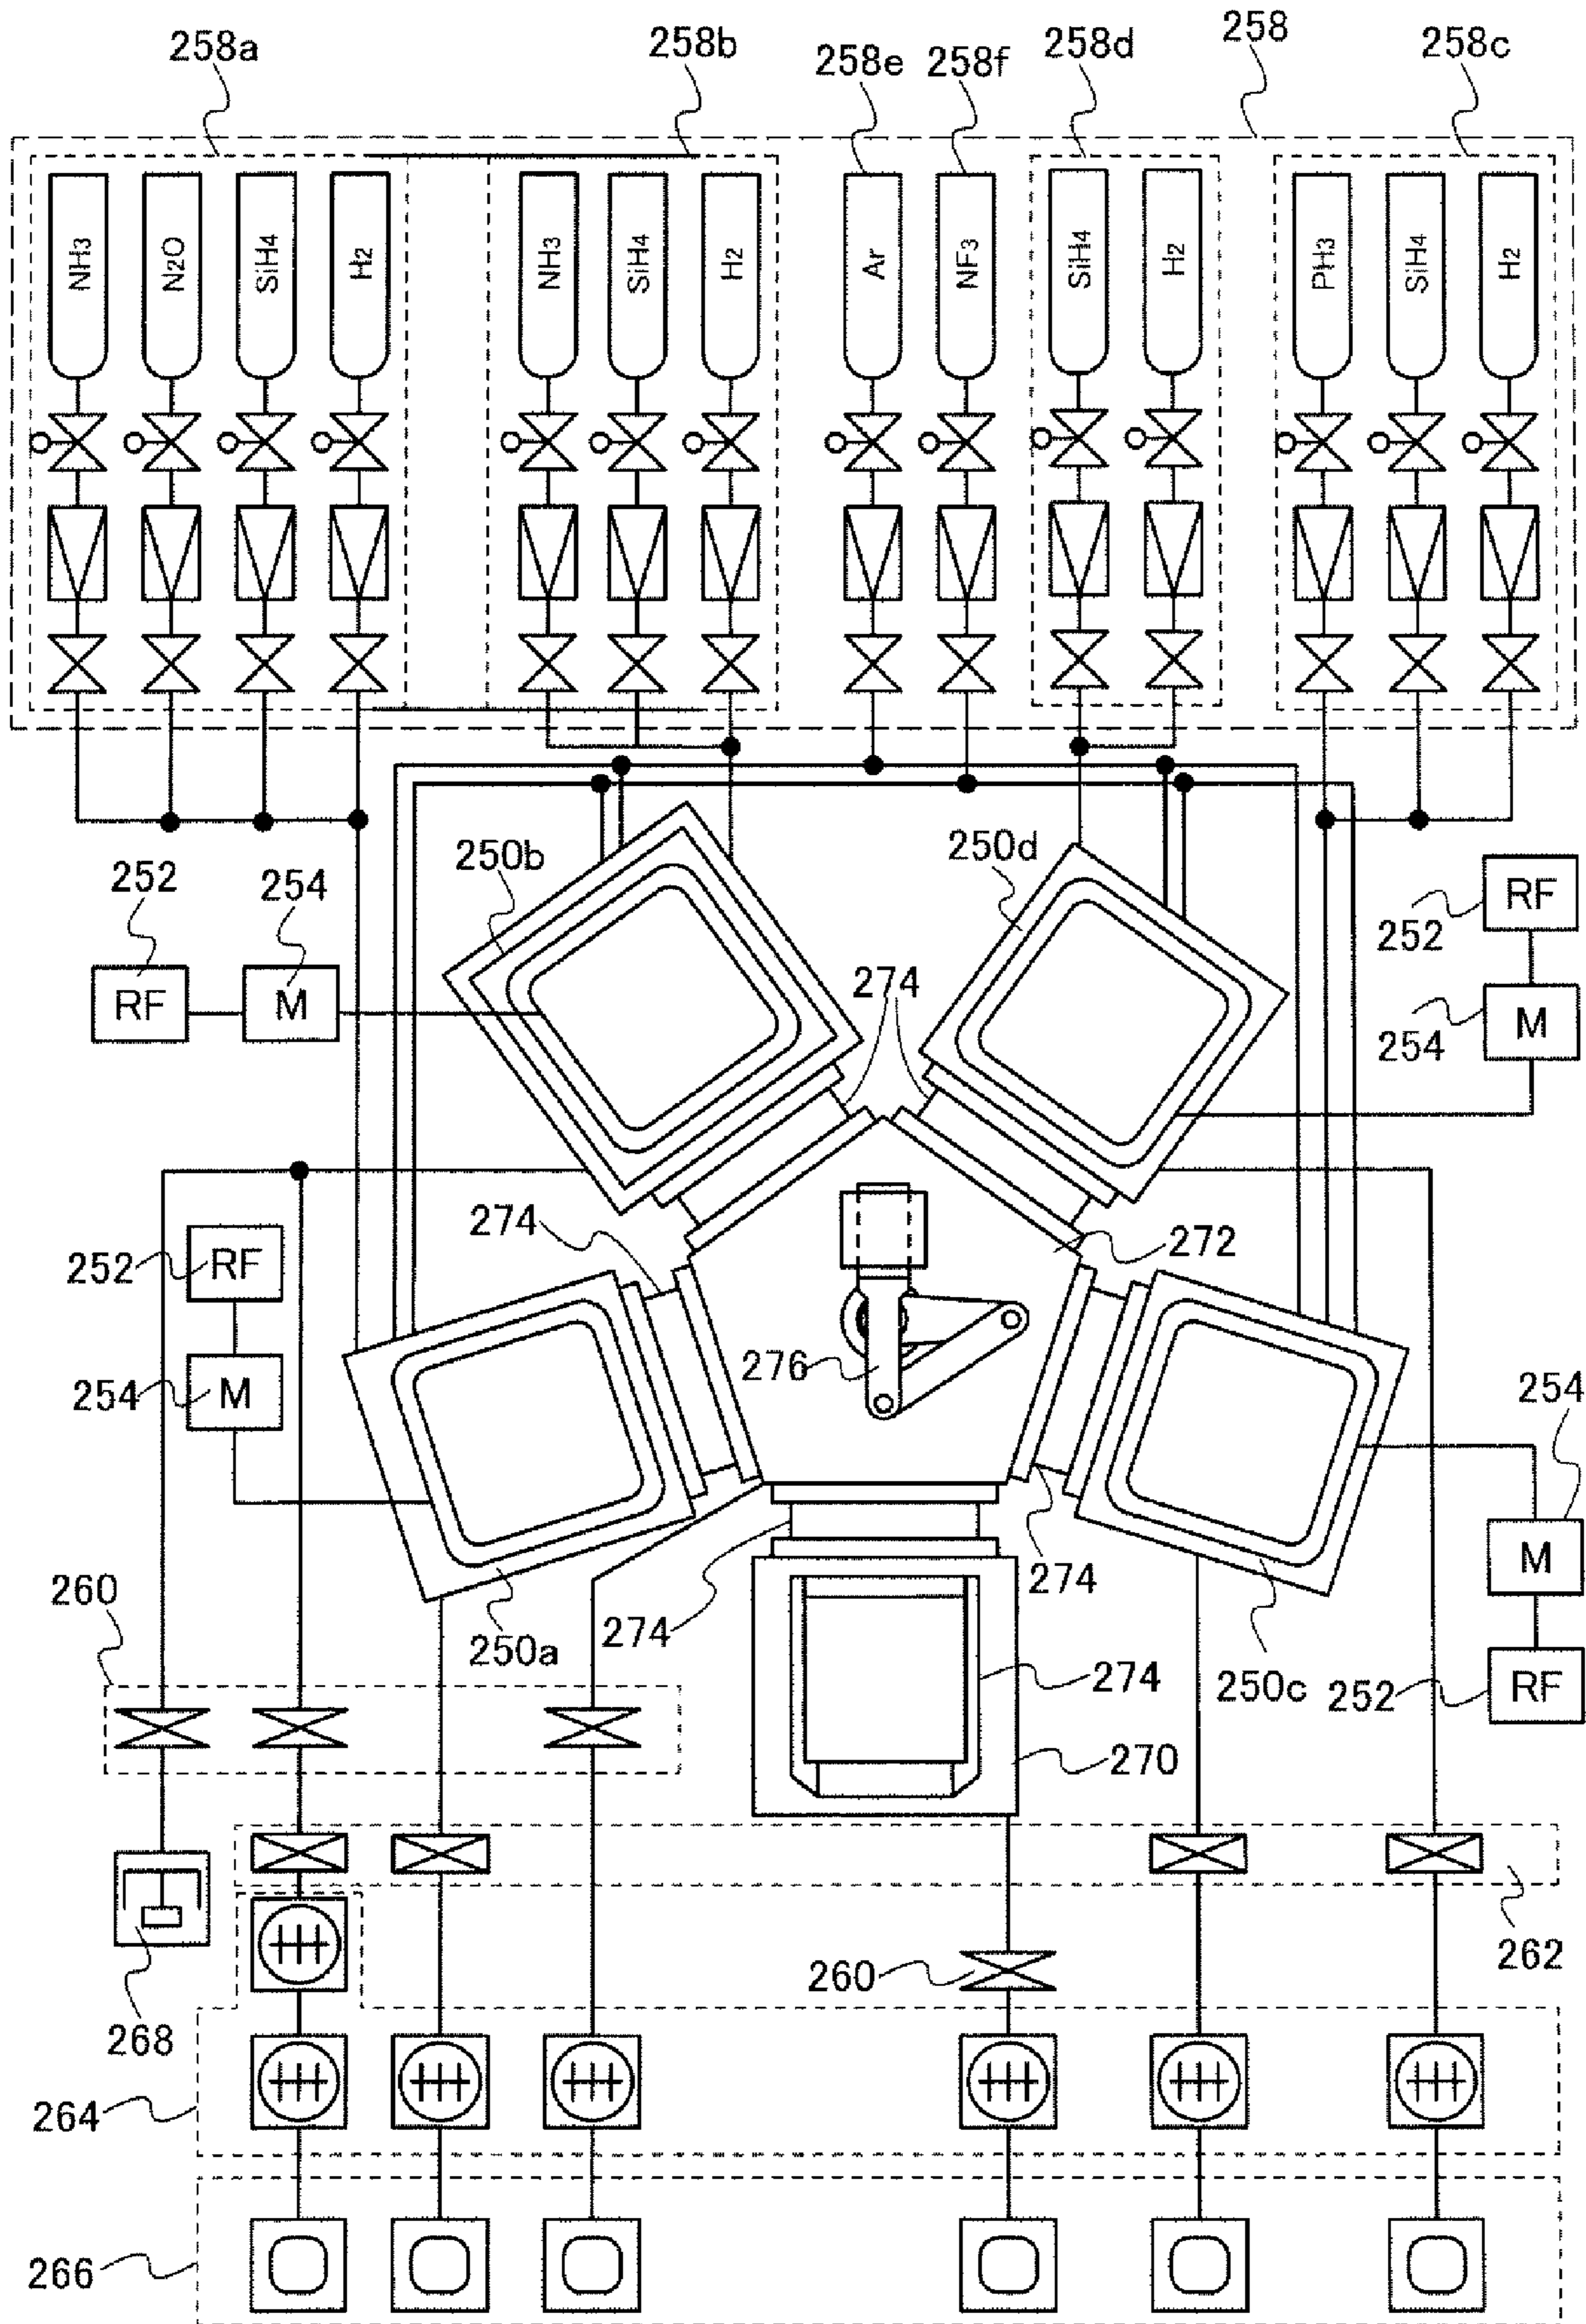 258a
258b
258e
258f
258d
258
258c
NH3
N2O
SiH4
H2
NH3
SiH4
H2
Ar
NF3
SiH4
H2
PH3
SiH4
H2
252
254
250b
250d
RF
M
274
RF
252
M
254
274
272
252
RF
254
M
276
254
M
260
250a
274
274
274
250c
252
RF
270
268
260
262
264
266